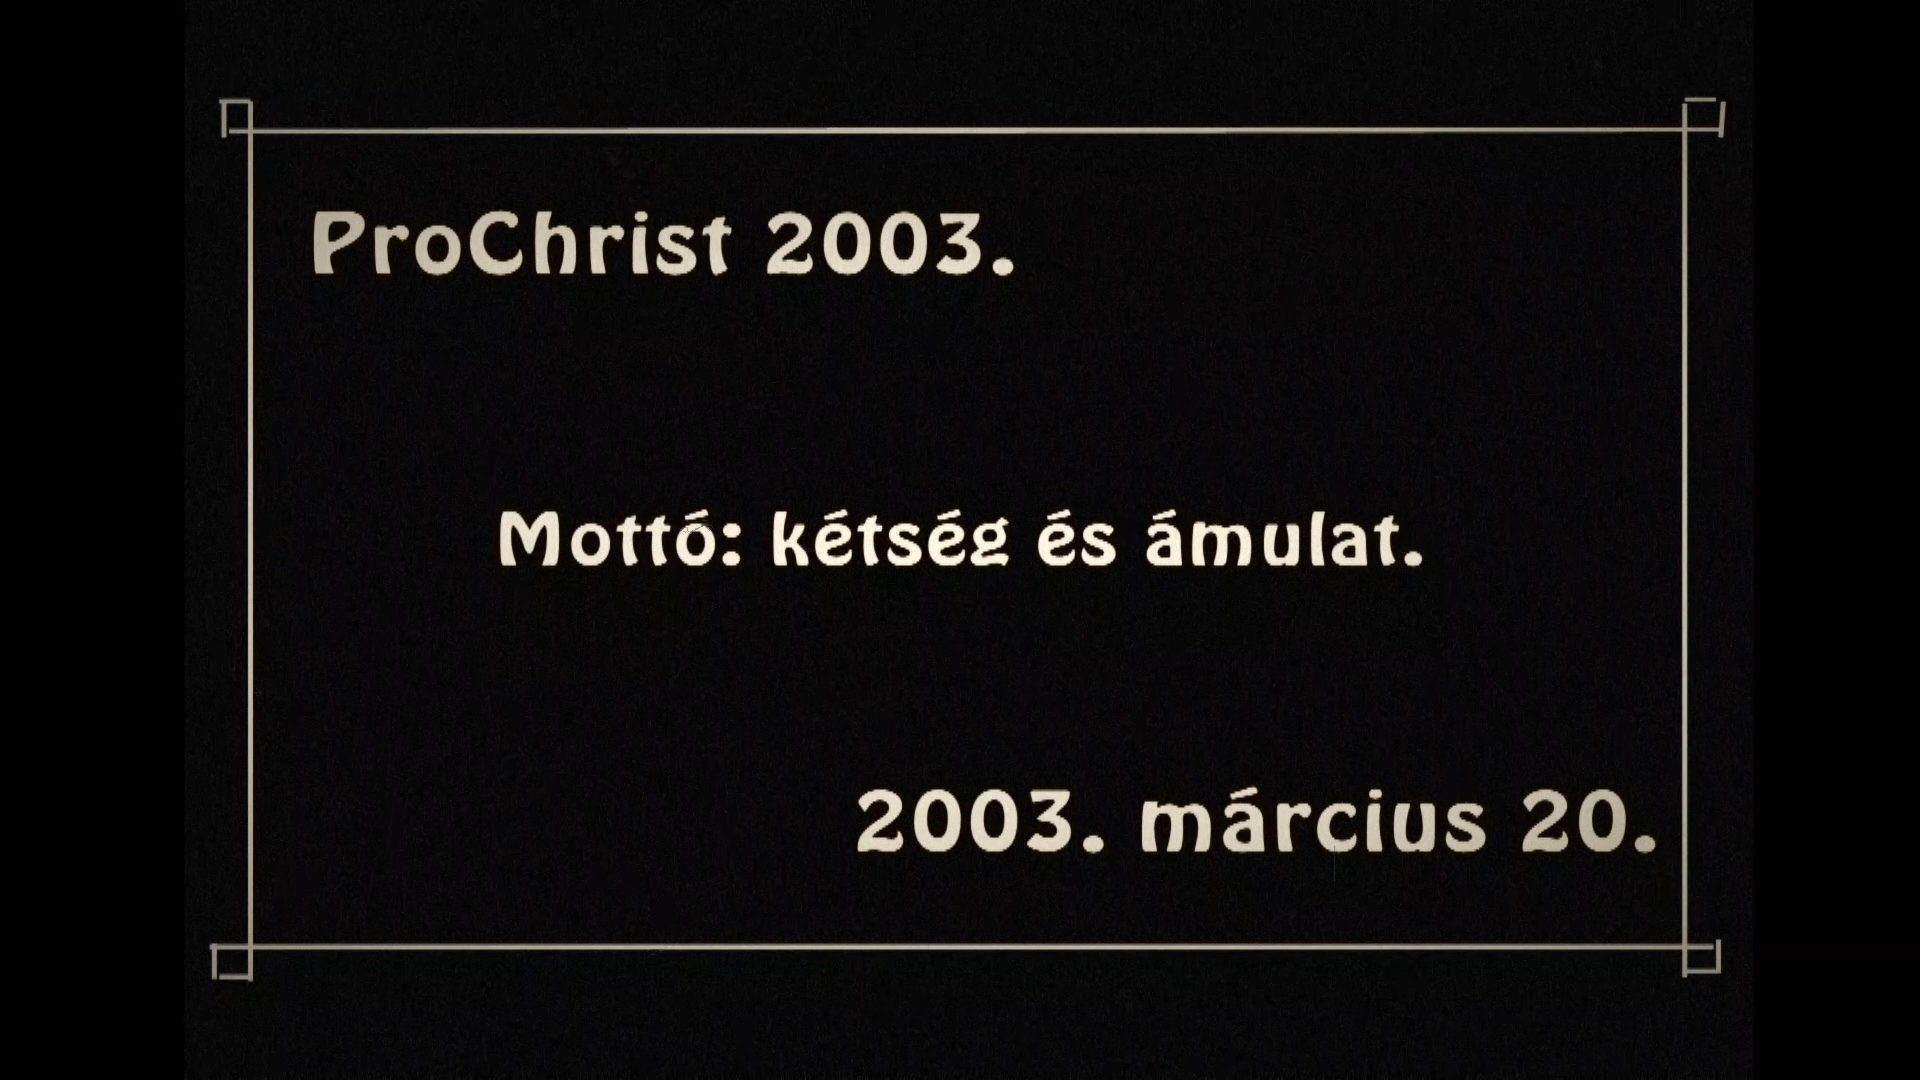 ProChrist 2003.
Mottó: kétség és ámulat.
2003. március 20.